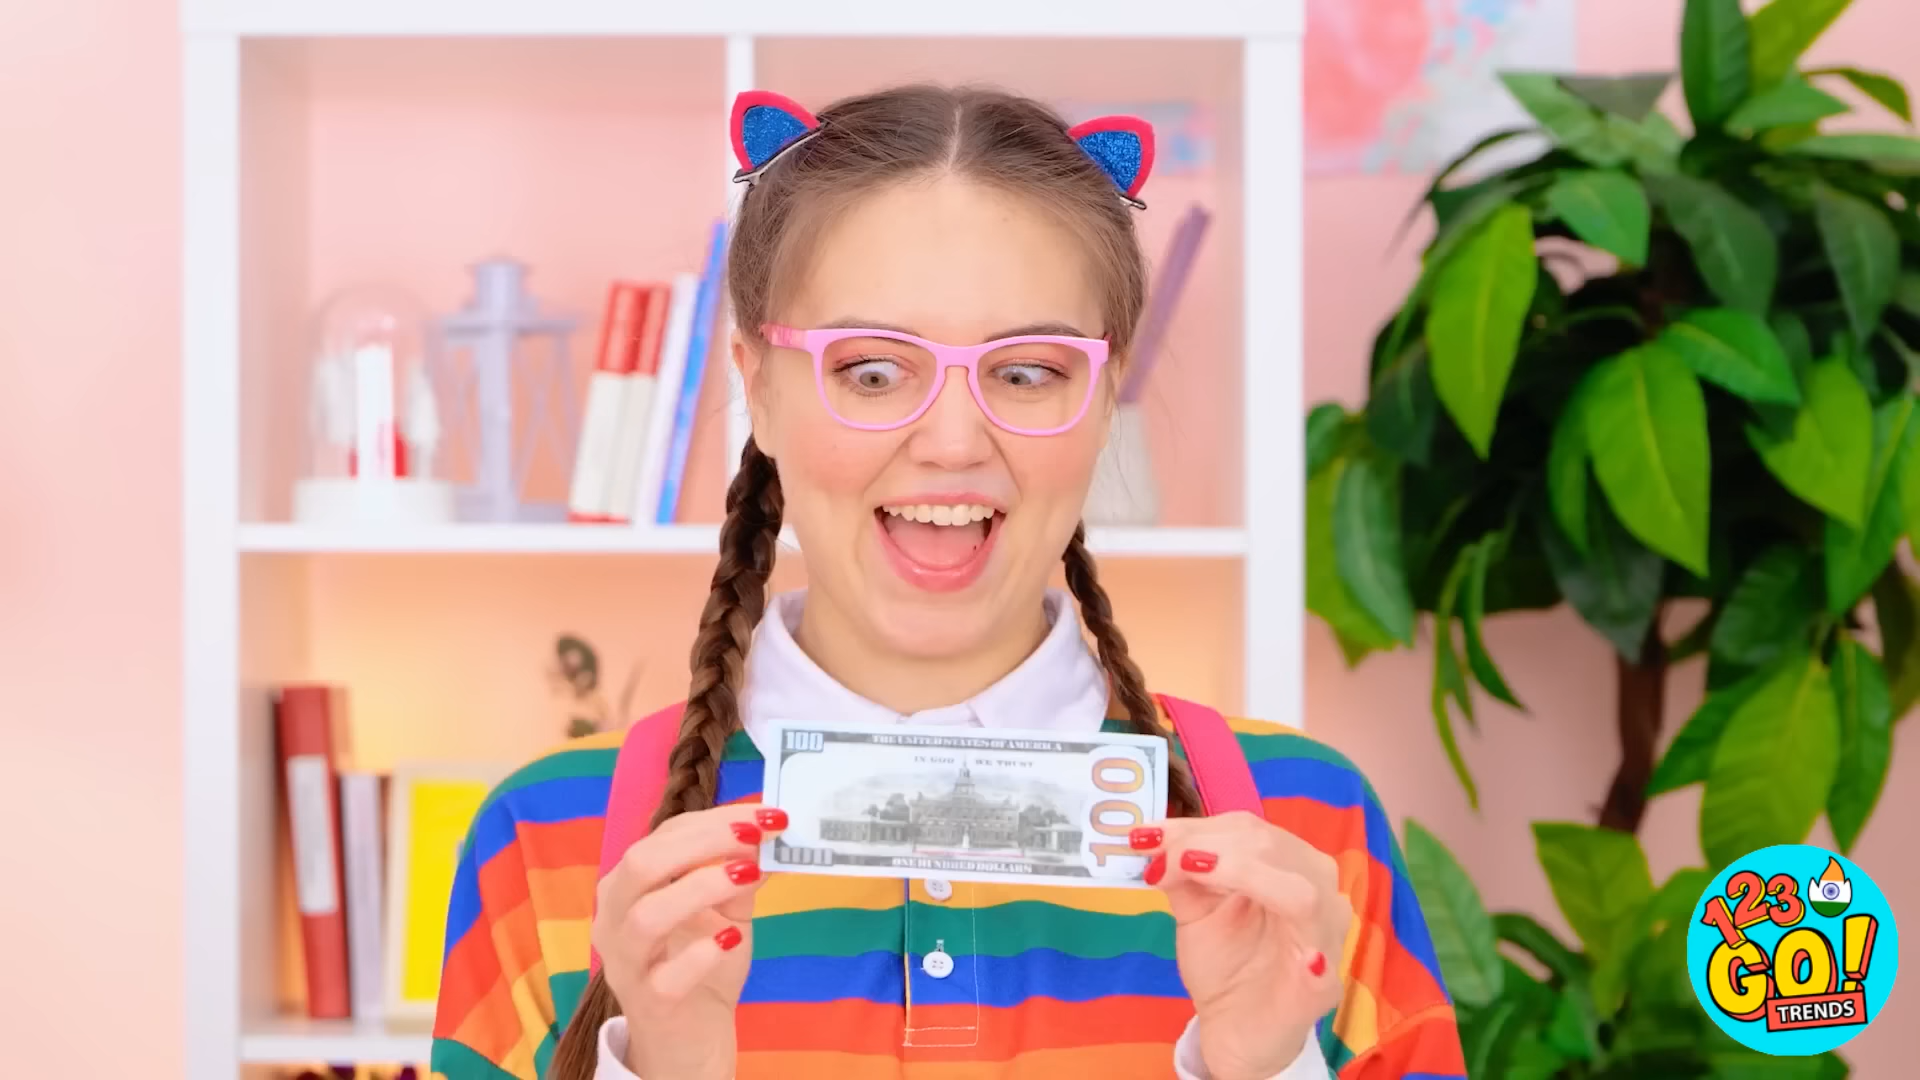 100 THE UNITED STATES OF AMERICA
IN GOD WE TRUST
100
100 ONE HUNDRED DOLLARS
123
GO!
TRENDS